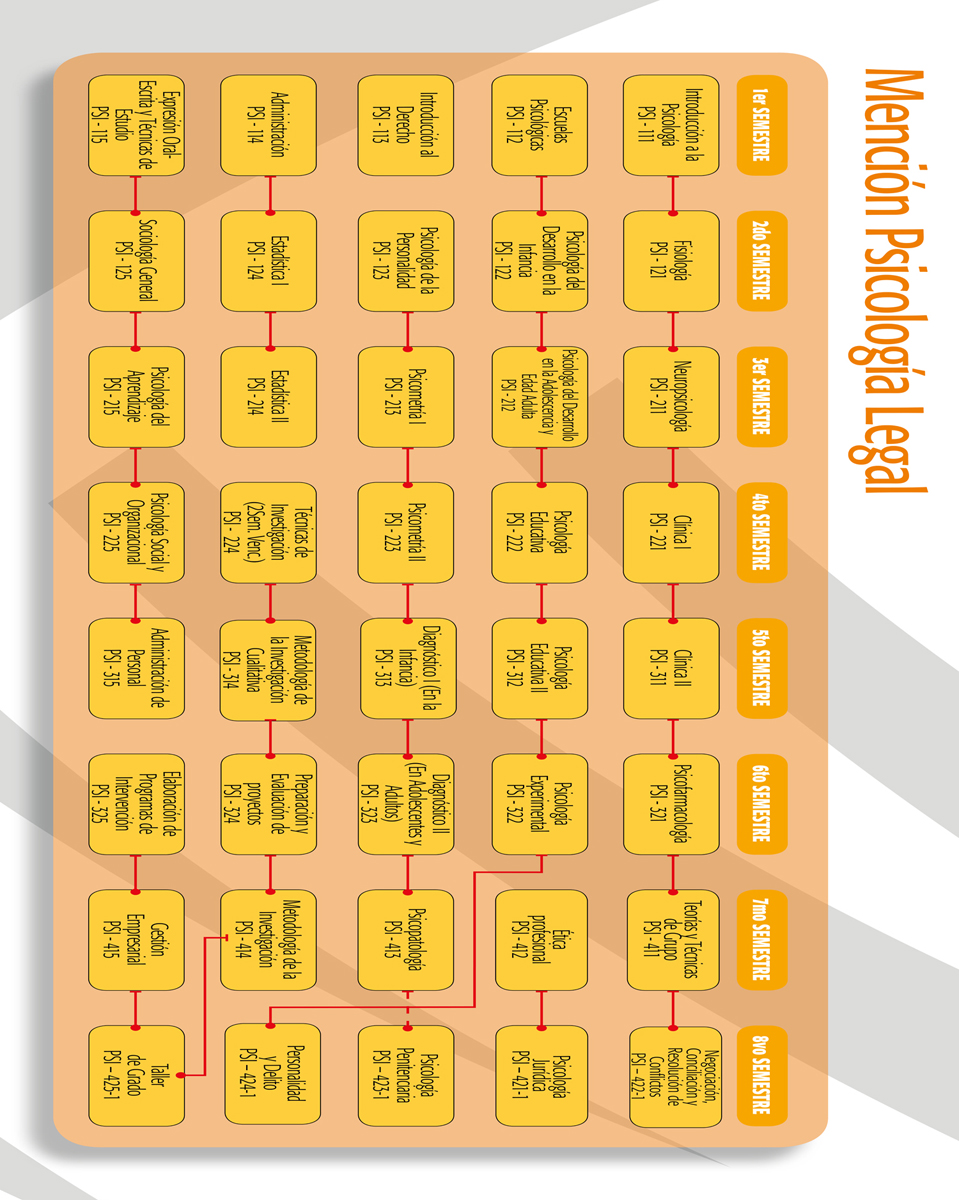 Mención Psicología Legal
1er SEMESTRE
Introducción a la
Psicología
PSI - 111
Escuelas
Psicológicas
PSI - 112
Introducción al
Derecho
PSI - 113
Administración
PSI - 114
Expresión Oral-
Escrita y Técnicas de
Estudio
PSI - 115
2do SEMESTRE
Fisiología
PSI - 121
Psicología del
Desarrollo en la
Infancia
PSI - 122
Psicología de la
Personalidad
PSI - 123
Estadística I
PSI - 124
Sociología General
PSI - 125
3er SEMESTRE
Neuropsicología
PSI - 211
Psicología del Desarrollo
en la Adolescencia y
Edad Adulta
PSI - 212
Psicometría I
PSI - 213
Estadística II
PSI - 214
Psicología del
Aprendizaje
PSI - 215
4to SEMESTRE
Clínica I
PSI - 221
Psicología
Educativa
PSI - 222
Psicometría II
PSI - 223
Técnicas de
Investigación
(2Sem. Venc)
PSI - 224
Psicología Social y
Organizacional
PSI - 225
5to SEMESTRE
Clínica II
PSI - 311
Psicología
Educativa II
PSI - 312
Diagnóstico I (En la
Infancia)
PSI - 313
Metodología de
la Investigación
Cualitativa
PSI - 314
Administración de
Personal
PSI - 315
6to SEMESTRE
Psicofarmacología
PSI - 321
Psicología
Experimental
PSI - 322
Diagnóstico II
(En Adolescentes y
Adultos)
PSI - 323
Preparación y
Evaluación de
proyectos
PSI - 324
Elaboración de
Programas de
Intervención
PSI - 325
7mo SEMESTRE
Teorías y Técnicas
de Grupo
PSI - 411
Ética
profesional
PSI - 412
Psicopatología
PSI - 413
Metodología de la
Investigación
PSI - 414
Gestión
Empresarial
PSI - 415
8vo SEMESTRE
Negociación,
Conciliación y
Resolución de
Conflictos
PSI – 422-1
Psicología
Jurídica
PSI – 421-1
Psicología
Penitenciaria
PSI – 423-1
Personalidad
y Delito
PSI – 424-1
Taller
de Grado
PSI – 425-1